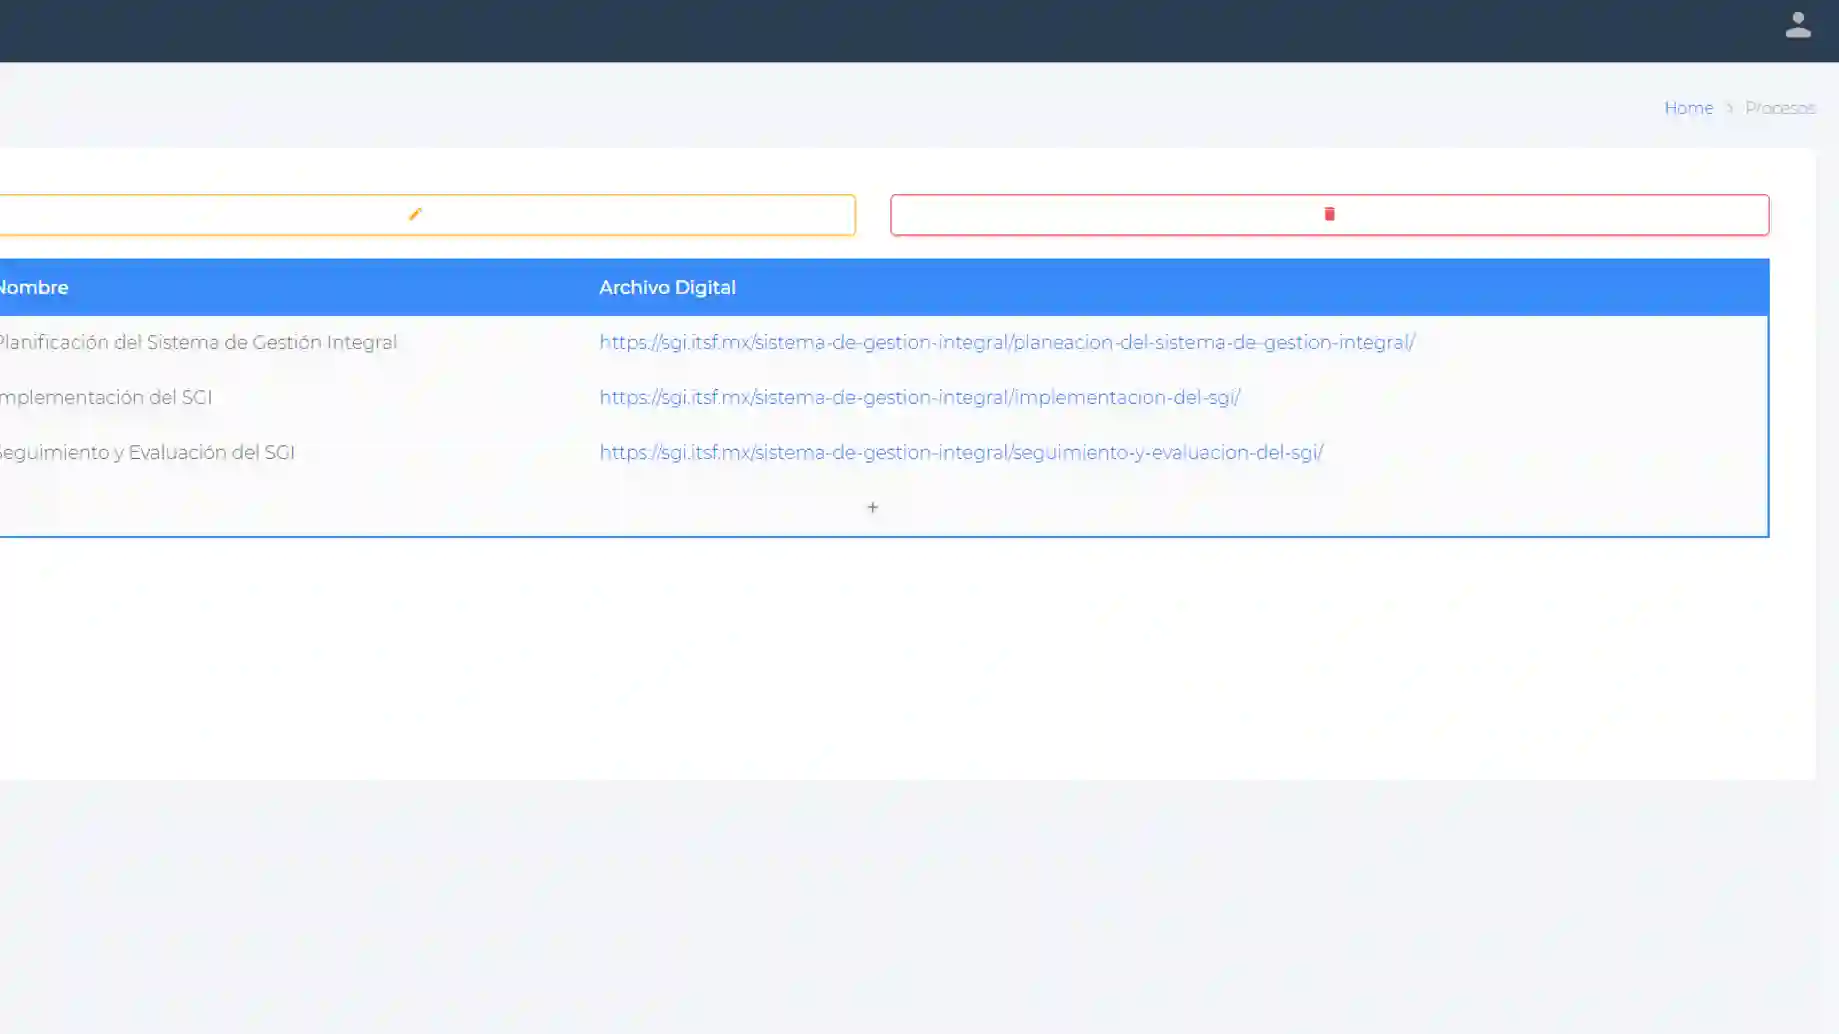 Home > Procesos
Nombre Archivo Digital
Planificación del Sistema de Gestión Integral https://sgi.itsf.mx/sistema-de-gestion-integral/planeacion-del-sistema-de-gestion-integral/
Implementación del SGI https://sgi.itsf.mx/sistema-de-gestion-integral/implementacion-del-sgi/
Seguimiento y Evaluación del SGI https://sgi.itsf.mx/sistema-de-gestion-integral/seguimiento-y-evaluacion-del-sgi/
+